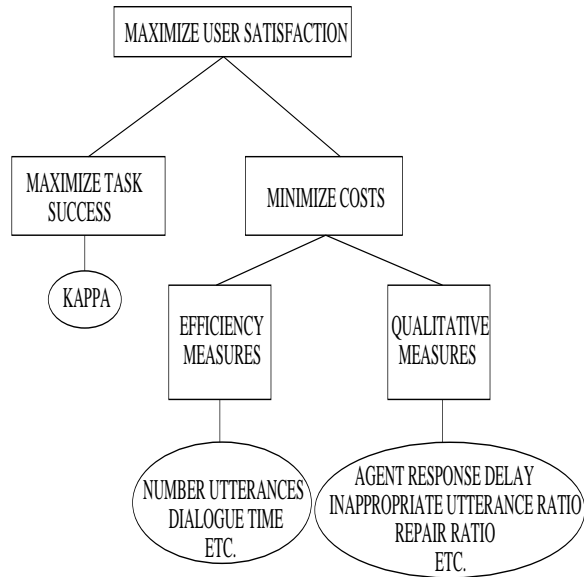 MAXIMIZE USER SATISFACTION
MAXIMIZE TASK
SUCCESS
MINIMIZE COSTS
KAPPA
EFFICIENCY
MEASURES
QUALITATIVE
MEASURES
NUMBER UTTERANCES
DIALOGUE TIME
ETC.
AGENT RESPONSE DELAY
INAPPROPRIATE UTTERANCE RATIO
REPAIR RATIO
ETC.